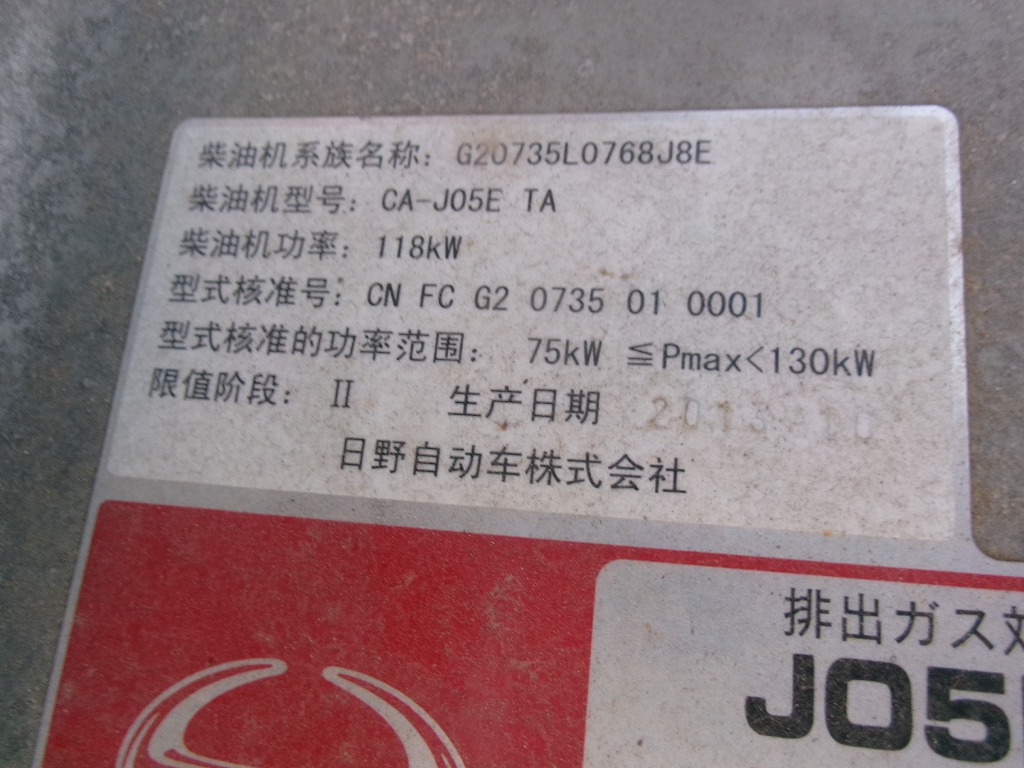 柴油机系族名称: G20735L0768J8E
柴油机型号: CA-J05E TA
柴油机功率: 118kW
型式核准号: CN FC G2 0735 01 0001
型式核准的功率范围: 75kW ≦Pmax<130kW
限值阶段: Ⅱ 生产日期 2013 10
日野自动车株式会社
排出ガス対
J05